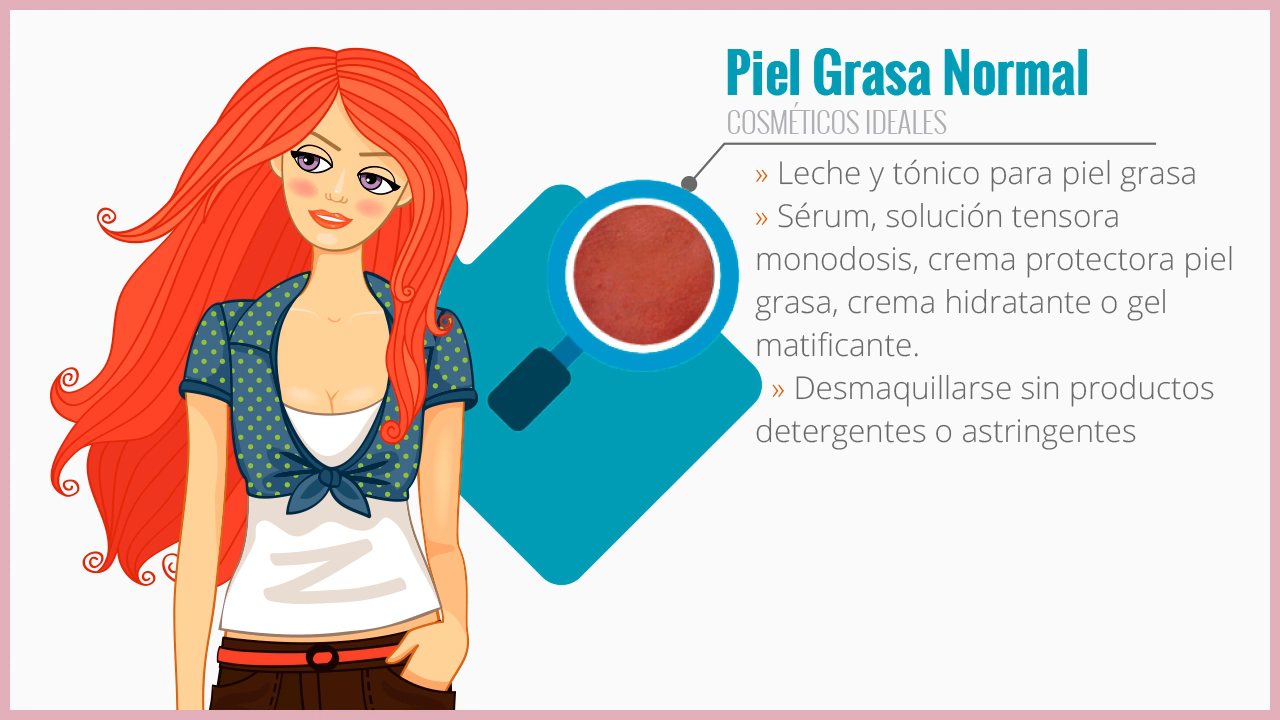 Piel Grasa Normal
COSMÉTICOS IDEALES
» Leche y tónico para piel grasa
» Sérum, solución tensora
monodosis, crema protectora piel
grasa, crema hidratante o gel
matificante.
» Desmaquillarse sin productos
detergentes o astringentes